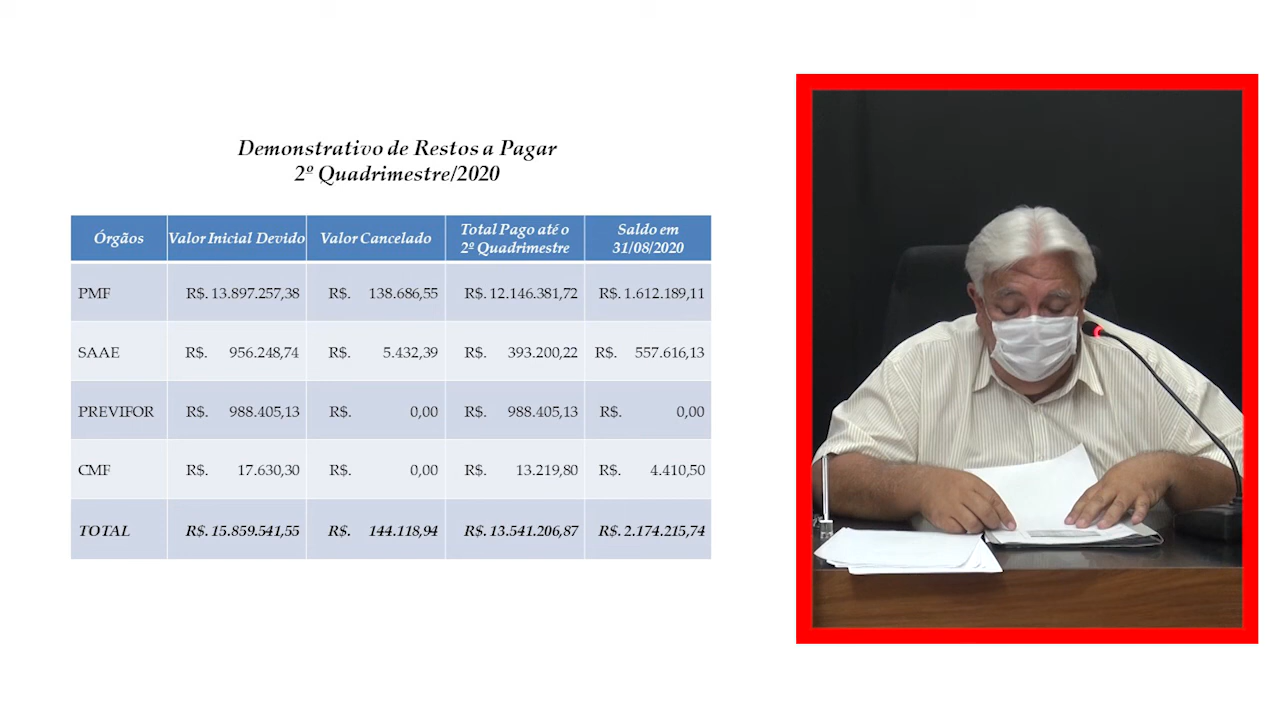 Demonstrativo de Restos a Pagar
2º Quadrimestre/2020
Órgãos Valor Inicial Devido Valor Cancelado Total Pago até o 2º Quadrimestre Saldo em 31/08/2020
PMF R$. 13.897.257,38 R$. 138.686,55 R$. 12.146.381,72 R$. 1.612.189,11
SAAE R$. 956.248,74 R$. 5.432,39 R$. 393.200,22 R$. 557.616,13
PREVIFOR R$. 988.405,13 R$. 0,00 R$. 988.405,13 R$. 0,00
CMF R$. 17.630,30 R$. 0,00 R$. 13.219,80 R$. 4.410,50
TOTAL R$. 15.859.541,55 R$. 144.118,94 R$. 13.541.206,87 R$. 2.174.215,74